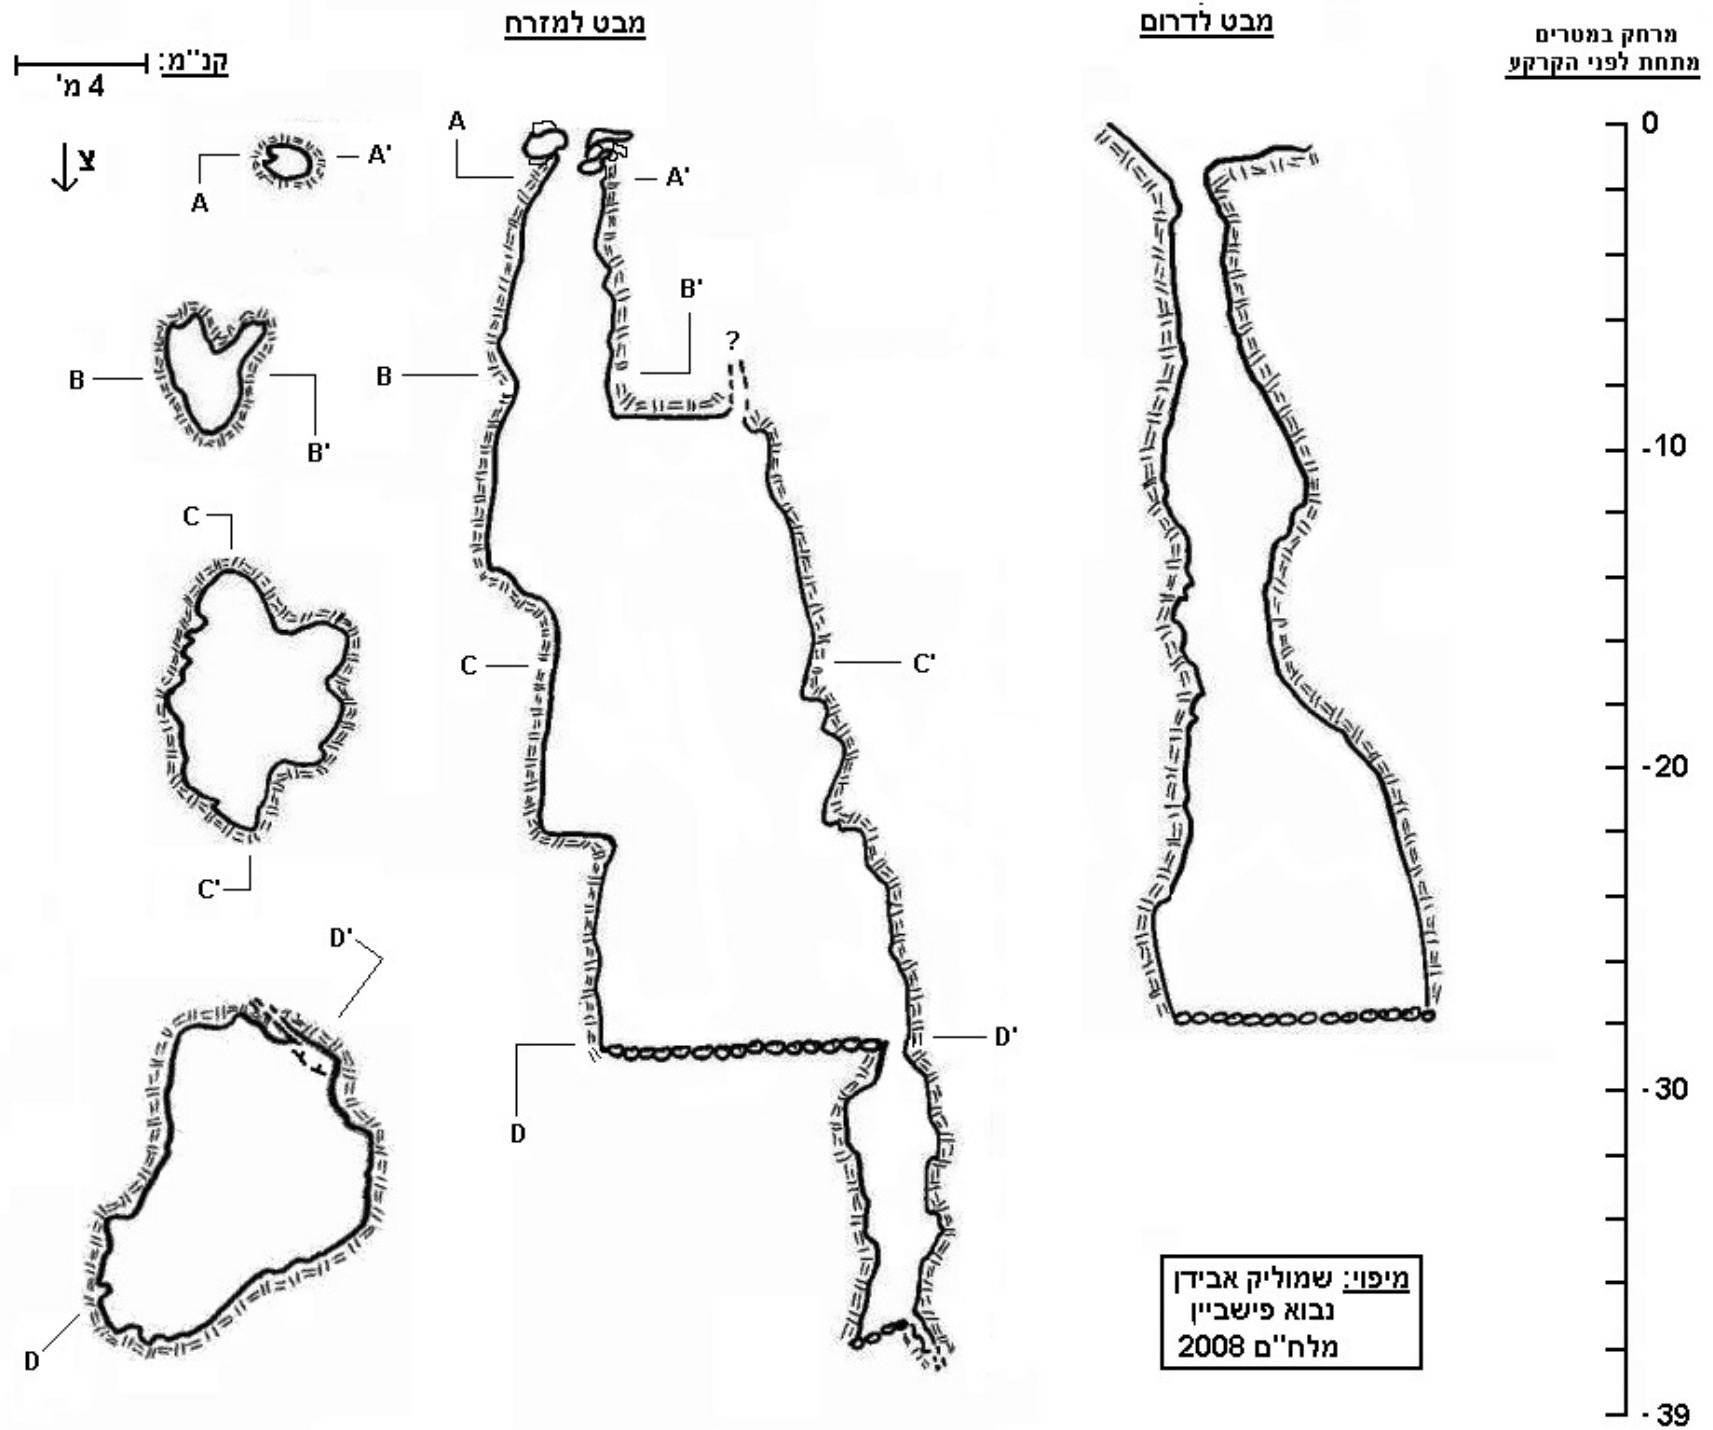 מבט למזרח
מבט לדרום
מרחק במטרים
מתחת לפני הקרקע
קנ"מ:
4 מ'
צ
A
A'
A
A'
B
B'
B
B'
?
C
C'
C
C'
D'
D
D
D'
0
-10
-20
-30
-39
מיפוי: שמוליק אבידן
נבוא פישביין
מלח"ם 2008